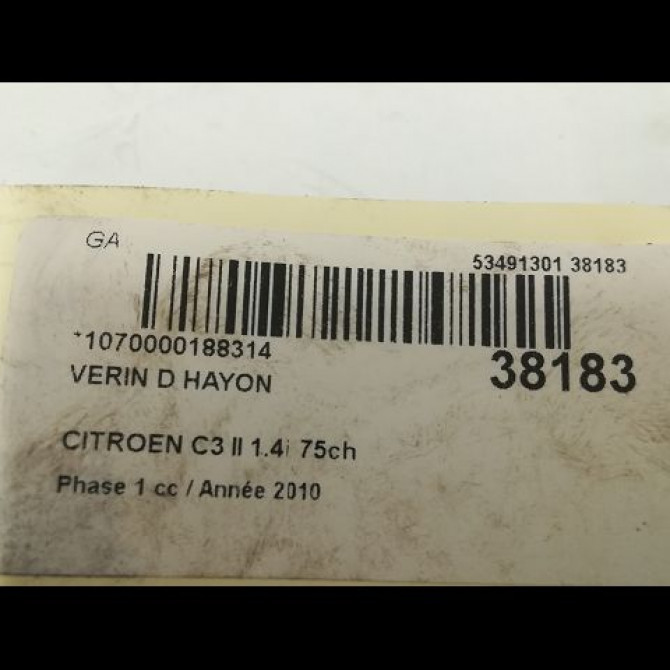 GA
53491301 38183
*1070000188314
38183
VERIN D HAYON
CITROEN C3 II 1.4i 75ch
Phase 1 cc / Année 2010